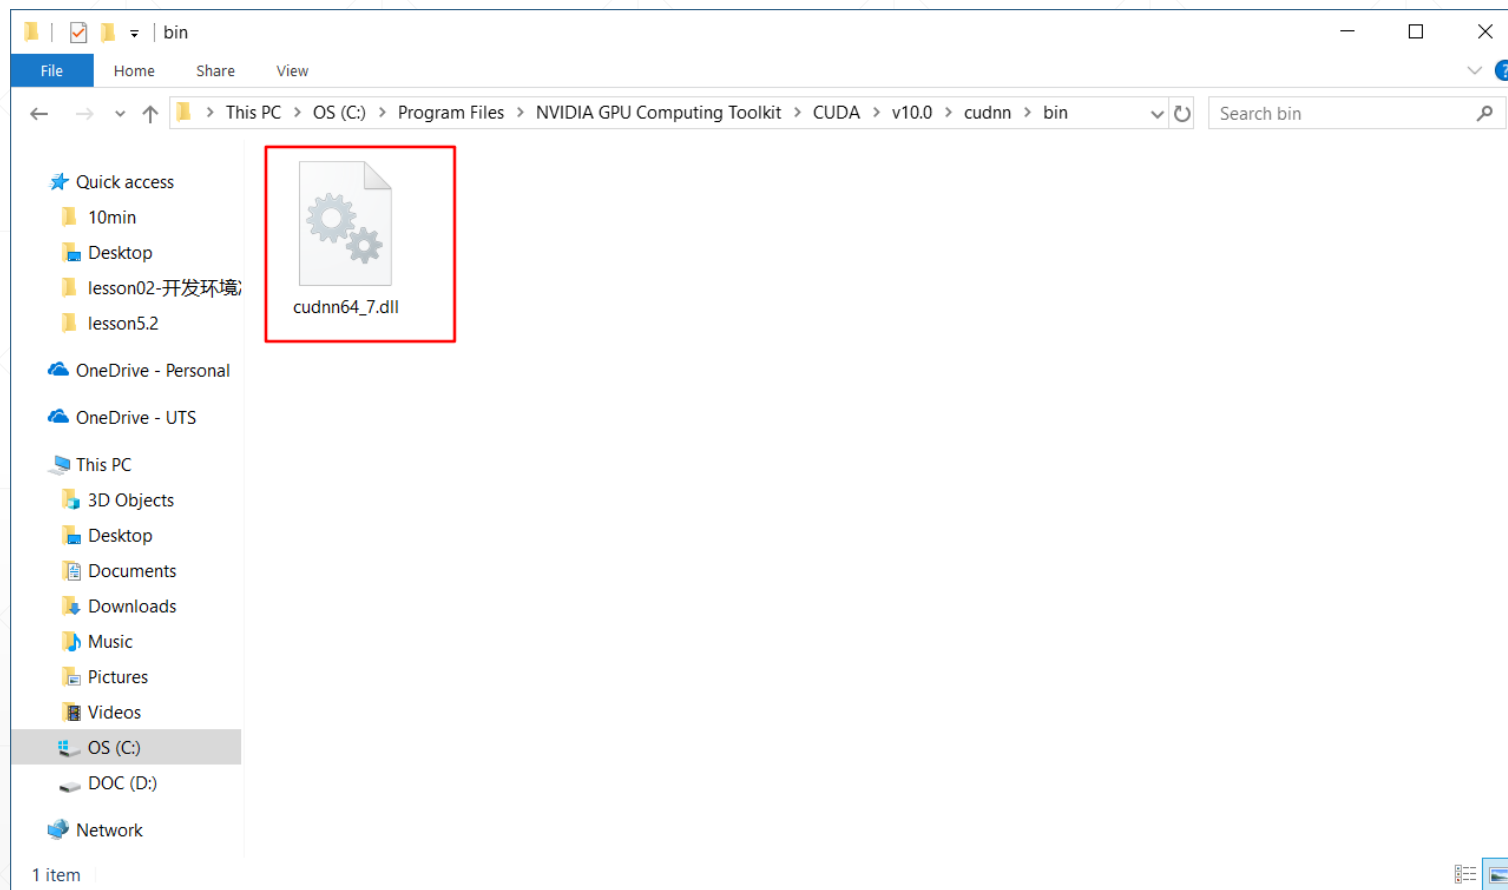 bin
File Home Share View
This PC > OS (C:) > Program Files > NVIDIA GPU Computing Toolkit > CUDA > v10.0 > cudnn > bin
Search bin
Quick access
10min
Desktop
lesson02-开发环境
lesson5.2
OneDrive - Personal
OneDrive - UTS
This PC
3D Objects
Desktop
Documents
Downloads
Music
Pictures
Videos
OS (C:)
DOC (D:)
Network
cudnn64_7.dll
1 item